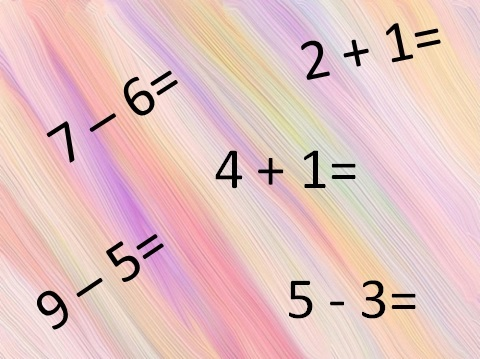 2 + 1=
7 – 6=
4 + 1=
9 – 5=
5 - 3=